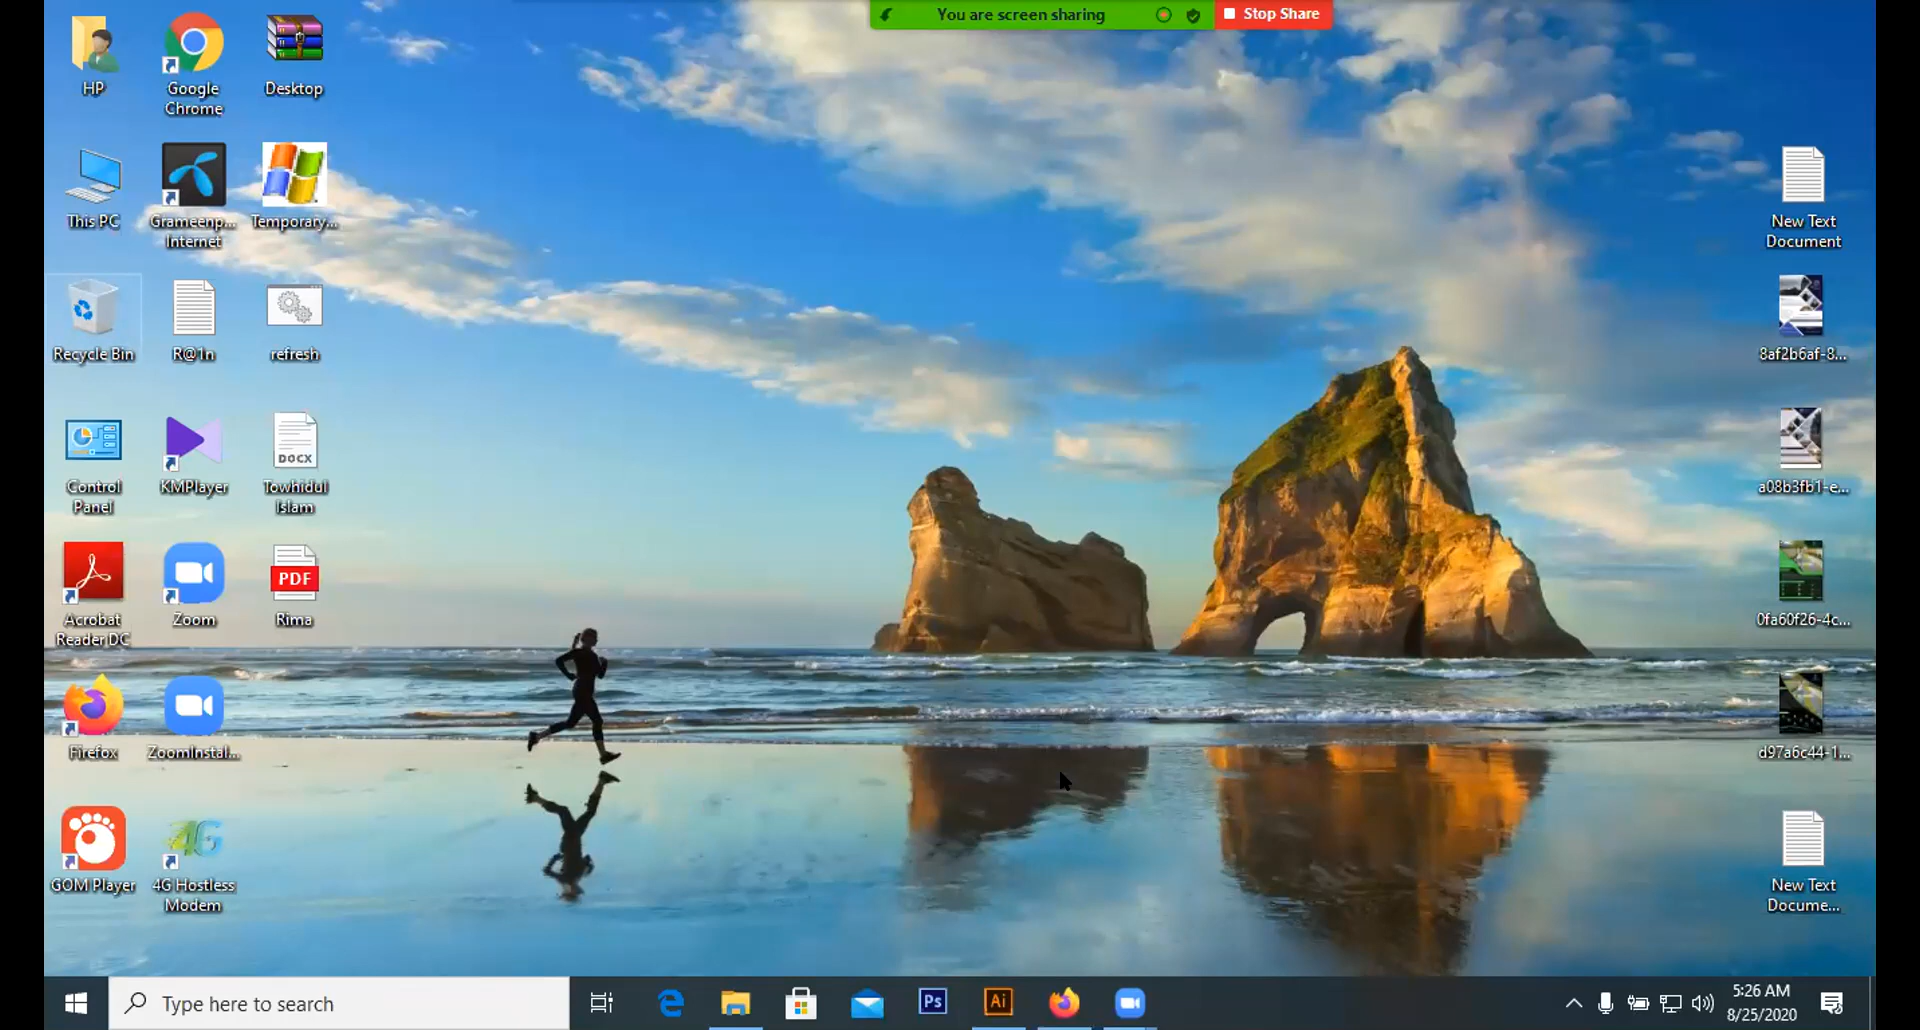 You are screen sharing
Stop Share
HP
Google
Chrome
Desktop
This PC
Grameenp...
Internet
Temporary...
New Text
Document
Recycle Bin
R@1n
refresh
8af2b6af-8...
Control
Panel
KMPlayer
DOCX
Towhidul
Islam
a08b3fb1-e...
Acrobat
Reader DC
Zoom
PDF
Rima
0fa60f26-4c...
Firefox
ZoomInstal...
d97a6c44-1...
GOM Player
4G
4G Hostless
Modem
New Text
Docume...
Type here to search
Ps
Ai
5:26 AM
8/25/2020